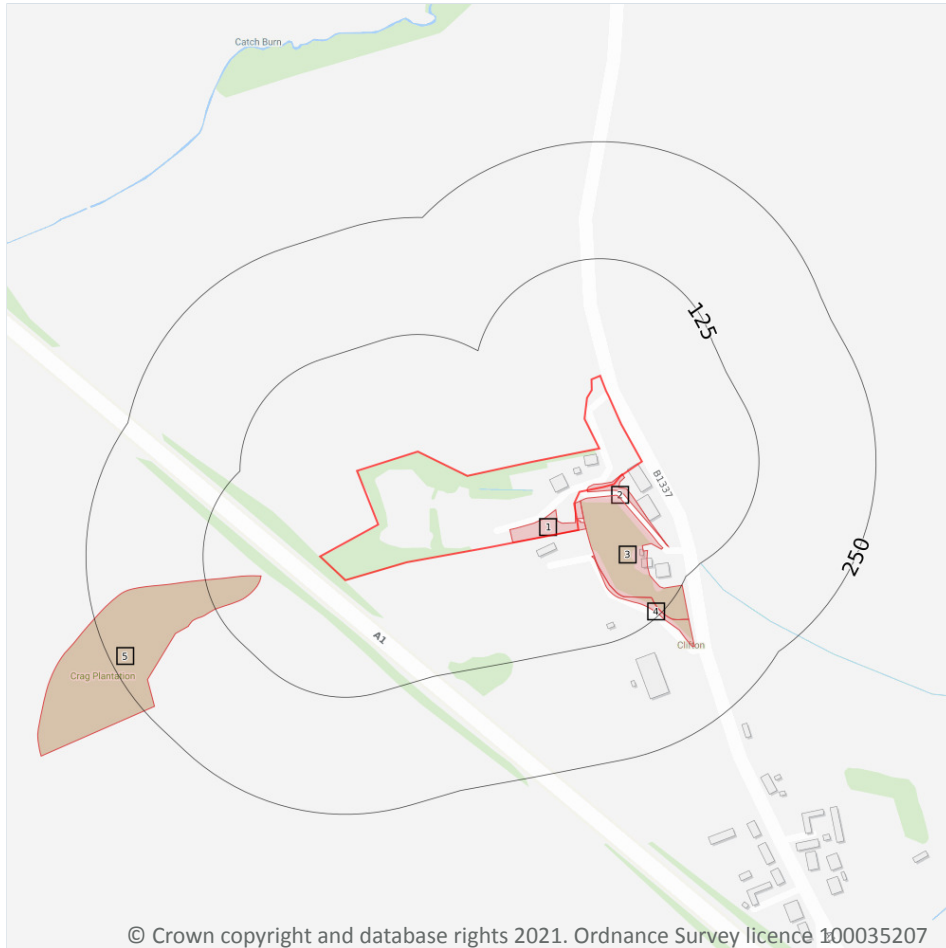 Catch Burn
125
B1337
2
1
3
250
4
A1
Clifton
5
Crag Plantation
© Crown copyright and database rights 2021. Ordnance Survey licence 100035207